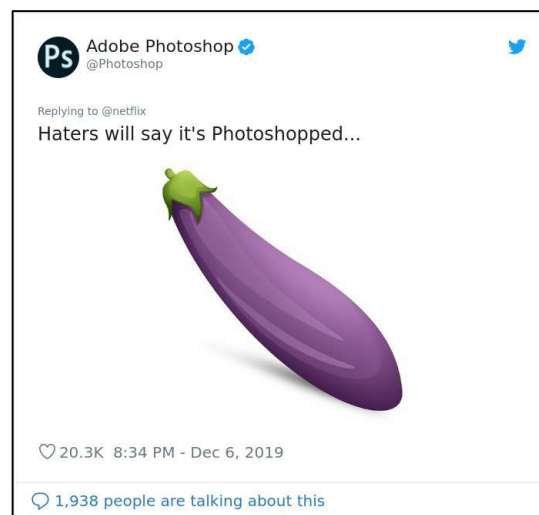 Ps
Adobe Photoshop
@Photoshop
Replying to @netflix
Haters will say it's Photoshopped...
20.3K 8:34 PM - Dec 6, 2019
1,938 people are talking about this